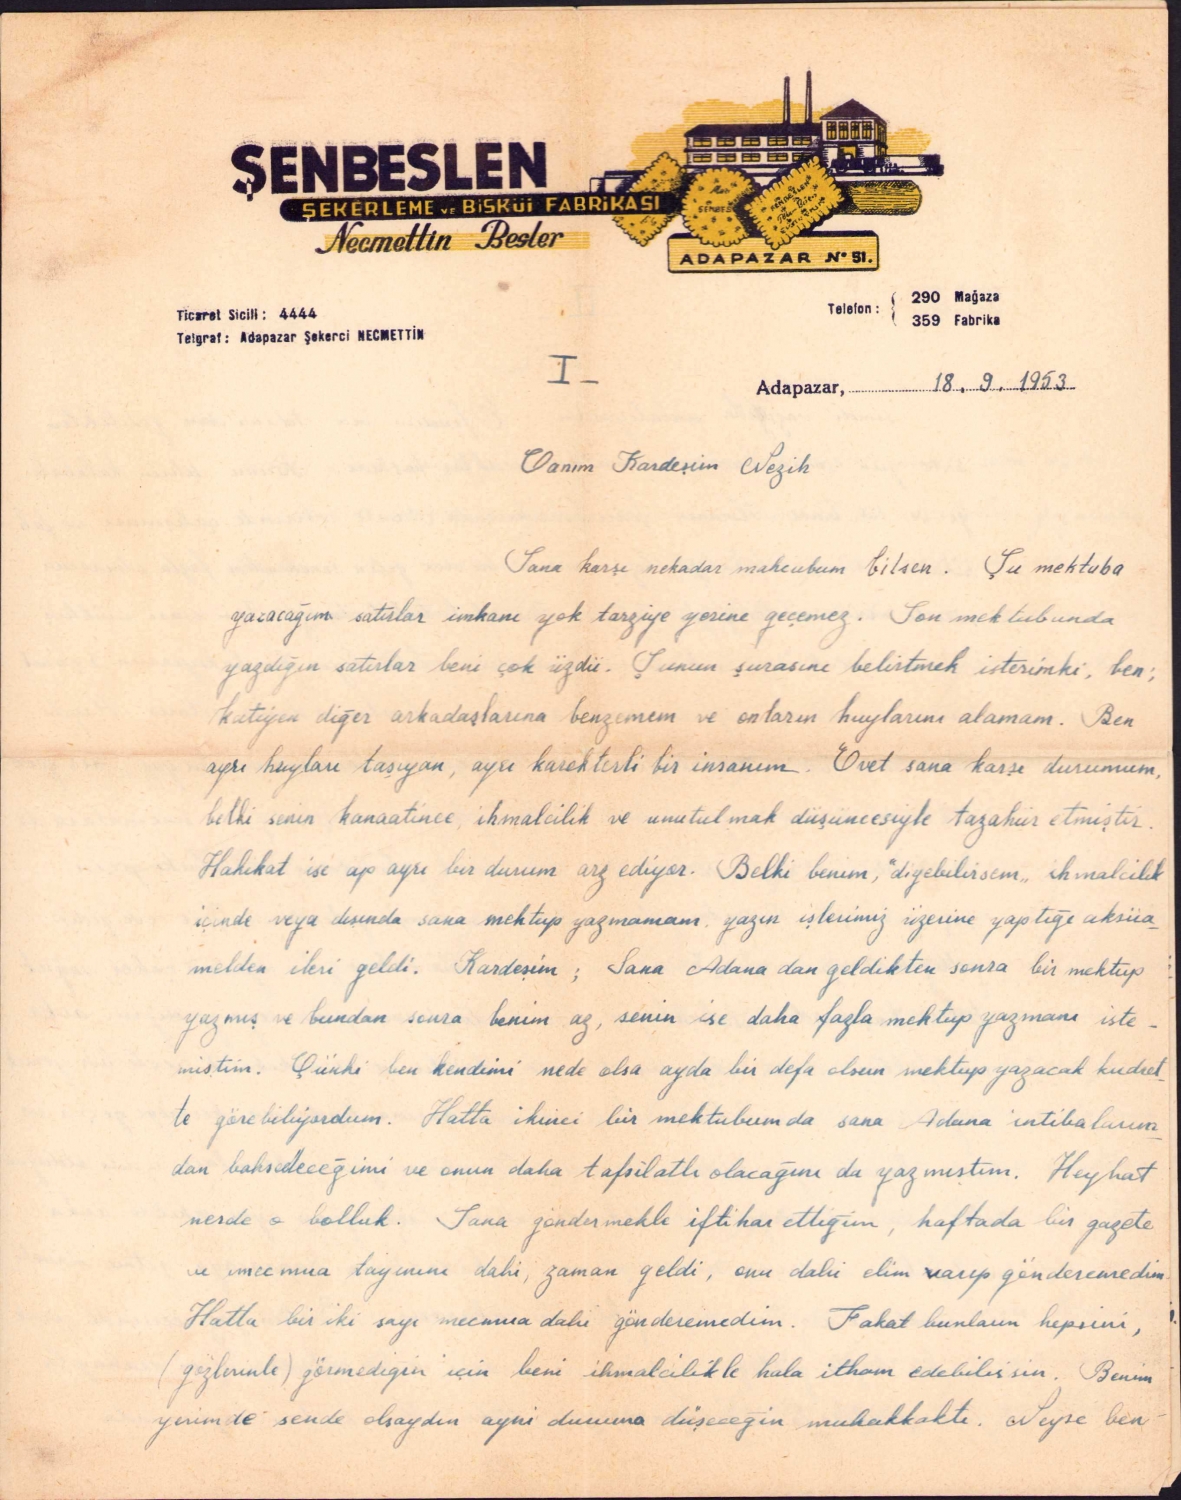 ŞENBESLEN
ŞEKERLEME ve BİSKÜİ FABRİKASI
Necmettin Besler
ADAPAZAR Nº 51.
Ticaret Sicili: 4444
Telgraf: Adapazar Şekerci NECMETTİN
Telefon: 290 Mağaza
359 Fabrika
I_
Adapazar, 18. 9. 1953
Canım Kardeşim Nezih
Sana karşı nekadar mahcubum bilsen. Şu mektuba
yazacağım satırlar imkanı yok tarziye yerine geçemez. Son mektubunda
yazdığın satırlar beni çok üzdü. Şunun şurasını belirtmek isterimki, ben;
katiyen diğer arkadaşlarına benzemem ve onların huylarını alamam. Ben
ayrı huyları taşıyan, ayrı karekterli bir insanım. Evet sana karşı durumum,
belki senin kanaatince, ihmalcilik ve unutulmak düşüncesiyle tazahür etmiştir.
Hakikat ise ap ayrı bir durum arz ediyor. Belki benim, "diyebilirsem„ ihmalcilik
içinde veya dışında sana mektup yazmamam, yazın işlerimiz üzerine yaptığı aksüa_
melden ileri geldi. Kardeşim; Sana Adana dan geldikten sonra bir mektup
yazmış ve bundan sonra benim az, senin ise daha fazla mektup yazmanı iste -
miştim. Çünki ben kendimi nede olsa ayda bir defa olsun mektup yazacak kudret_
te görebiliyordum. Hatta ikinci bir mektubumda sana Adana intibalarım_
dan bahsedeceğimi ve onun daha tafsilatlı olacağını da yazmıştım. Heyhat
nerde o bolluk. Sana göndermekle iftihar ettiğim, haftada bir gazete
ve mecmua tayınını dahi, zaman geldi, onu dahi elim varıp gönderemedim.
Hatta bir iki sayı mecmua dahi gönderemedim. Fakat bunların hepsini,
(gözlerinle) görmediğin için beni ihmalcilikle hala itham edebilirsin. Benim
yerimde sende olsaydın ayni duruma düşeceğin muhakkaktı. Neyse ben-